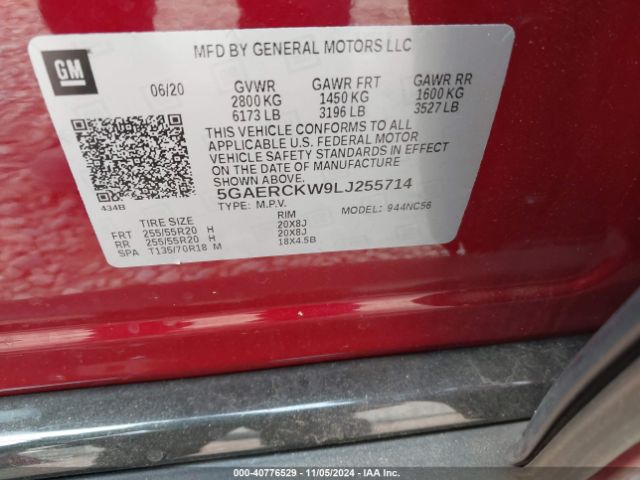 GM
MFD BY GENERAL MOTORS LLC
06/20 GVWR GAWR FRT GAWR RR
2800 KG 1450 KG 1600 KG
6173 LB 3196 LB 3527 LB
THIS VEHICLE CONFORMS TO ALL
APPLICABLE U.S. FEDERAL MOTOR
VEHICLE SAFETY STANDARDS IN EFFECT
ON THE DATE OF MANUFACTURE
SHOWN ABOVE.
5GAERCKW9LJ255714
434B
TYPE: M.P.V. MODEL: 944NC56
TIRE SIZE RIM
FRT 255/55R20 H 20X8J
RR 255/55R20 H 20X8J
SPA T135/70R18 M 18X4.5B
000-40776529 - 11/05/2024 - IAA Inc.